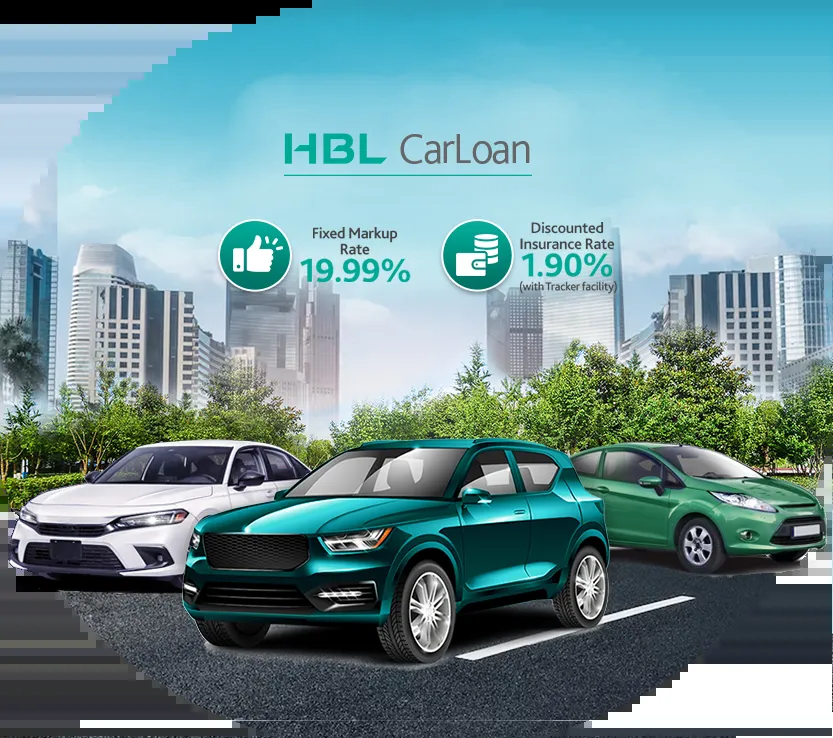 HBL CarLoan
Fixed Markup
Rate
19.99%
Discounted
Insurance Rate
1.90%
(with Tracker facility)